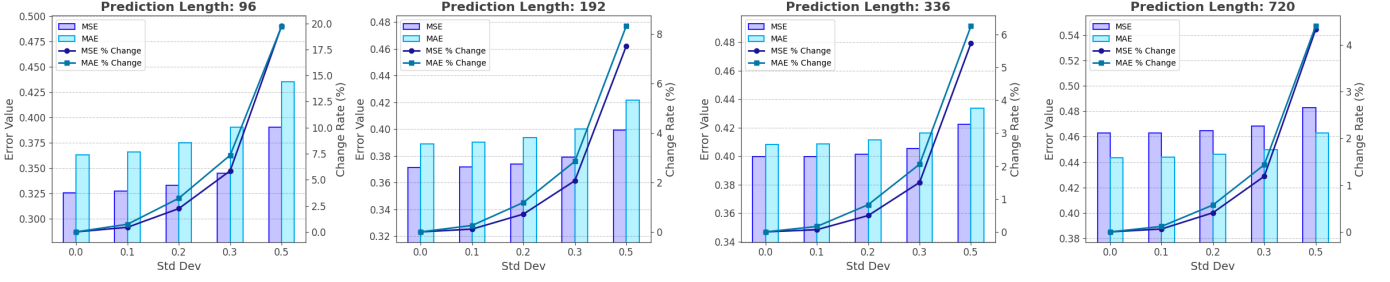 Prediction Length: 96
0.500
0.475
0.450
0.425
0.400
0.375
0.350
0.325
0.300
Error Value
MSE
MAE
MSE % Change
MAE % Change
20.0
17.5
15.0
12.5
10.0
7.5
5.0
2.5
0.0
Change Rate (%)
0.0 0.1 0.2 0.3 0.5
Std Dev
Prediction Length: 192
0.48
0.46
0.44
0.42
0.40
0.38
0.36
0.34
0.32
Error Value
MSE
MAE
MSE % Change
MAE % Change
8
6
4
2
0
Change Rate (%)
0.0 0.1 0.2 0.3 0.5
Std Dev
Prediction Length: 336
0.48
0.46
0.44
0.42
0.40
0.38
0.36
0.34
Error Value
MSE
MAE
MSE % Change
MAE % Change
6
5
4
3
2
1
0
Change Rate (%)
0.0 0.1 0.2 0.3 0.5
Std Dev
Prediction Length: 720
0.54
0.52
0.50
0.48
0.46
0.44
0.42
0.40
0.38
Error Value
MSE
MAE
MSE % Change
MAE % Change
4
3
2
1
0
Change Rate (%)
0.0 0.1 0.2 0.3 0.5
Std Dev